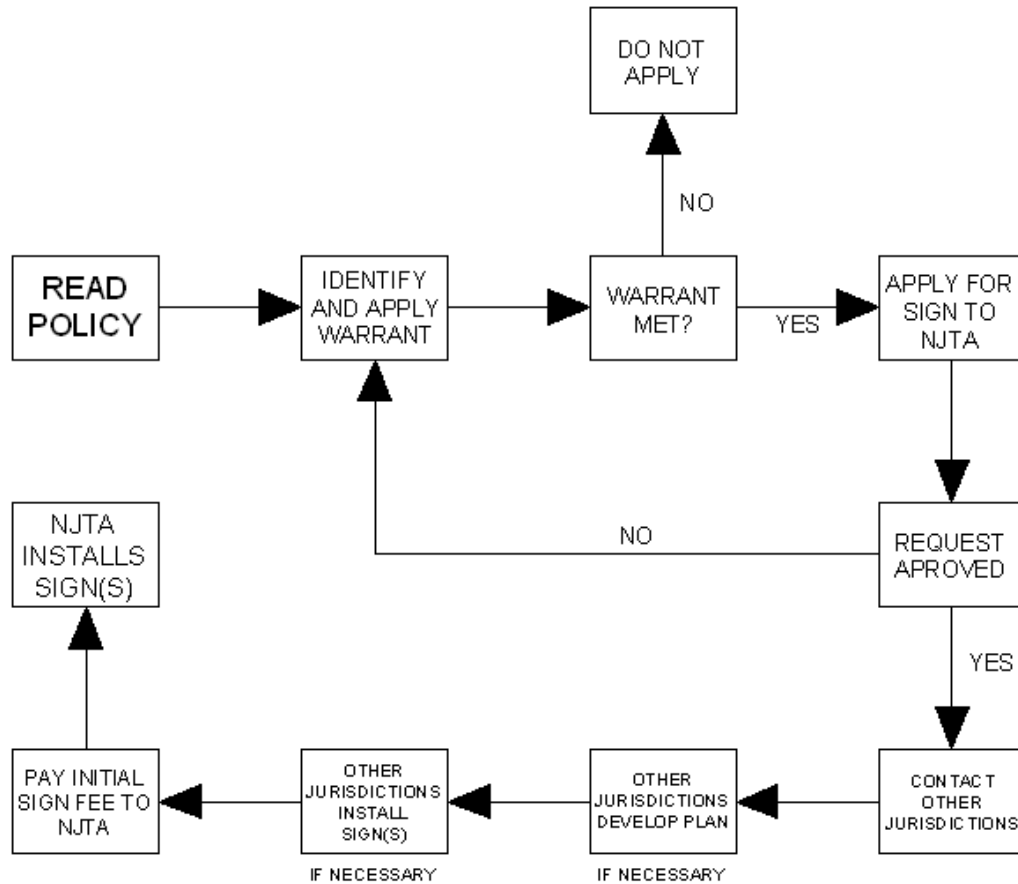 DO NOT
APPLY
NO
READ
POLICY
IDENTIFY
AND APPLY
WARRANT
WARRANT
MET?
YES
APPLY FOR
SIGN TO
NJTA
NJTA
INSTALLS
SIGN(S)
NO
REQUEST
APROVED
YES
PAY INITIAL
SIGN FEE TO
NJTA
OTHER
JURISDICTIONS
INSTALL
SIGN(S)
IF NECESSARY
OTHER
JURISDICTIONS
DEVELOP PLAN
IF NECESSARY
CONTACT
OTHER
JURISDICTIONS